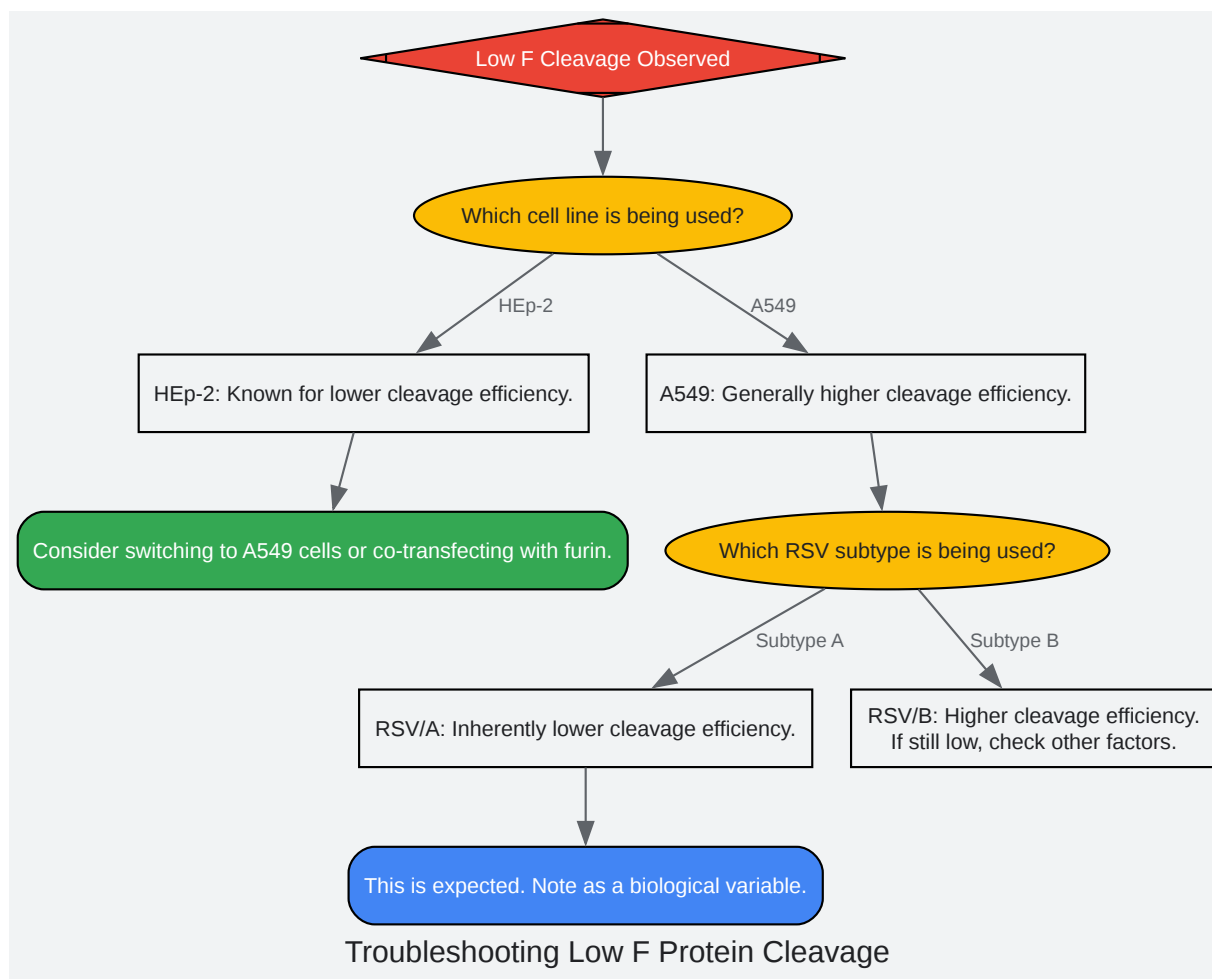 Low F Cleavage Observed
Which cell line is being used?
HEp-2
A549
HEp-2: Known for lower cleavage efficiency.
A549: Generally higher cleavage efficiency.
Consider switching to A549 cells or co-transfecting with furin.
Which RSV subtype is being used?
Subtype A
Subtype B
RSV/A: Inherently lower cleavage efficiency.
RSV/B: Higher cleavage efficiency.
If still low, check other factors.
This is expected. Note as a biological variable.
Troubleshooting Low F Protein Cleavage